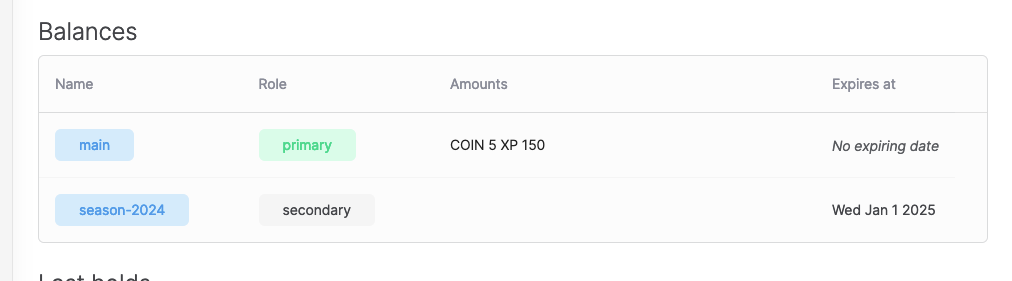 Balances
Name Role Amounts Expires at
main primary COIN 5 XP 150 No expiring date
season-2024 secondary Wed Jan 1 2025